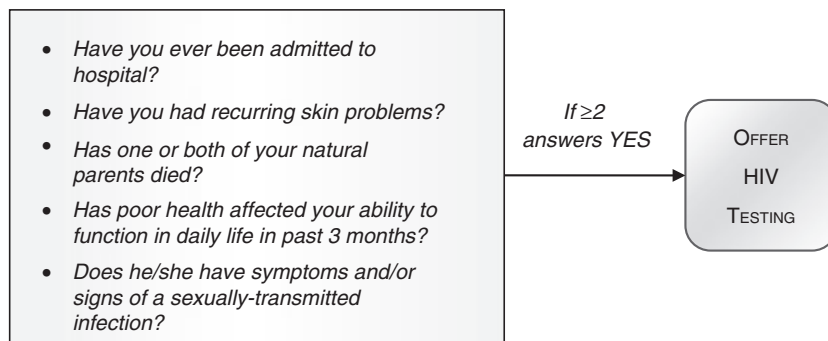 • Have you ever been admitted to
hospital?
• Have you had recurring skin problems?
• Has one or both of your natural
parents died?
• Has poor health affected your ability to
function in daily life in past 3 months?
• Does he/she have symptoms and/or
signs of a sexually-transmitted
infection?
If ≥2
answers YES
OFFER
HIV
TESTING